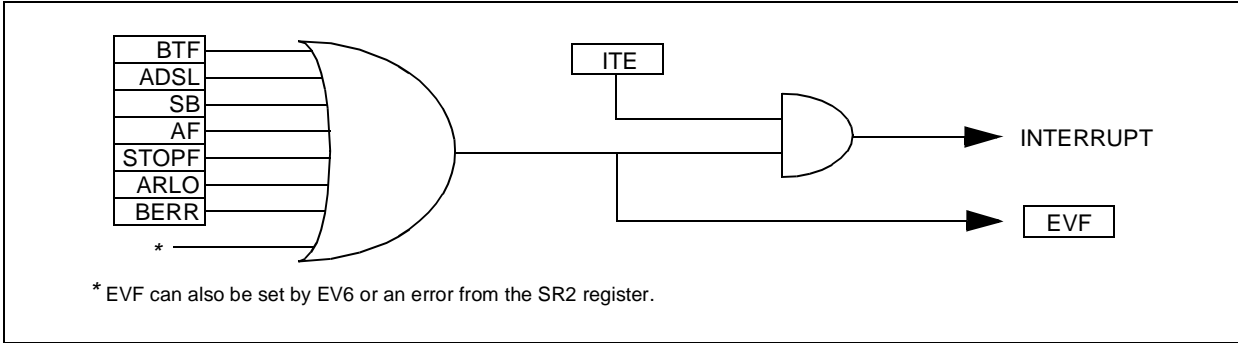 BTF
ADSL
SB
AF
STOPF
ARLO
BERR
*
ITE
INTERRUPT
EVF
* EVF can also be set by EV6 or an error from the SR2 register.